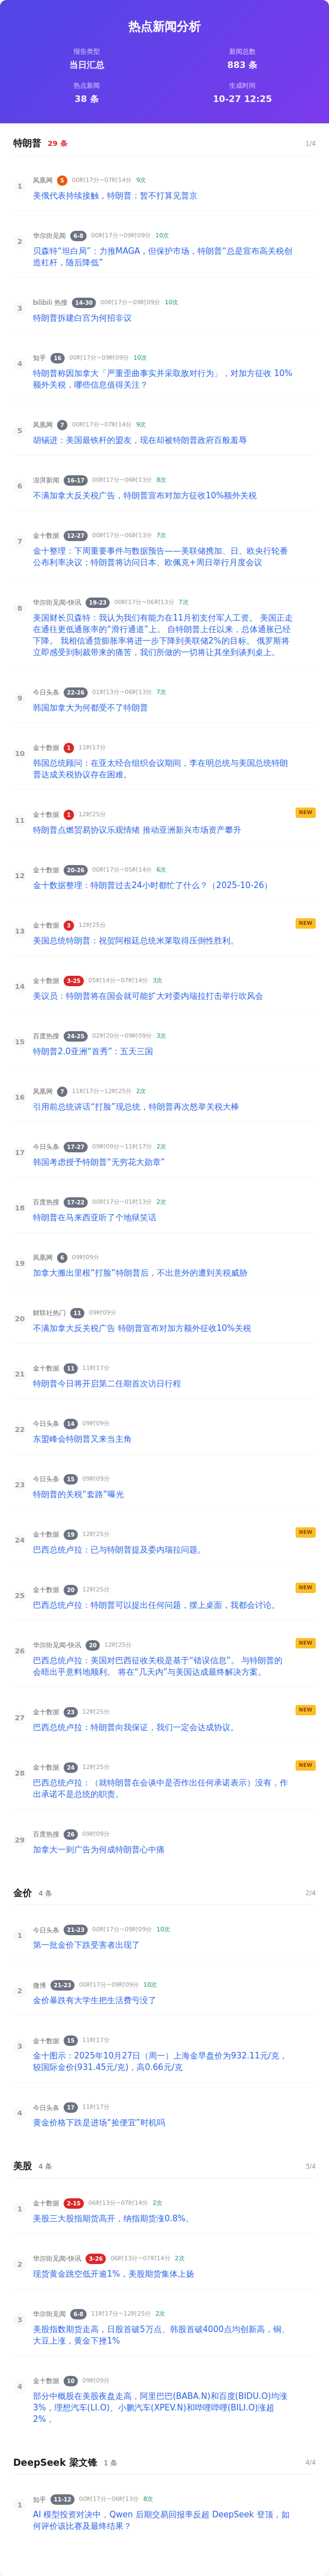 热点新闻分析
报告类型
当日汇总
新闻总数
883 条
热点新闻
38 条
生成时间
10-27 12:25
特朗普 29 条 1/4
1
凤凰网 5 00时17分~07时14分 9次
美俄代表持续接触，特朗普：暂不打算见普京
2
华尔街见闻 6-8 00时17分~09时09分 10次
贝森特“坦白局”：力推MAGA，但保护市场，特朗普“总是宣布高关税创
造杠杆，随后降低”
3
bilibili 热搜 14-30 00时17分~09时09分 10次
特朗普拆建白宫为何招非议
4
知乎 16 00时17分~09时09分 10次
特朗普称因加拿大「严重歪曲事实并采取敌对行为」，对加方征收 10%
额外关税，哪些信息值得关注？
5
凤凰网 7 00时17分~07时14分 9次
胡锡进：美国最铁杆的盟友，现在却被特朗普政府百般羞辱
6
澎湃新闻 16-17 00时17分~06时13分 8次
不满加拿大反关税广告，特朗普宣布对加方征收10%额外关税
7
金十数据 12-27 00时17分~06时13分 7次
金十整理：下周重要事件与数据预告——美联储携加、日、欧央行轮番
公布利率决议；特朗普将访问日本、欧佩克+周日举行月度会议
8
华尔街见闻-快讯 19-23 00时17分~06时13分 7次
美国财长贝森特：我认为我们有能力在11月初支付军人工资。 美国正走
在通往更低通胀率的“滑行通道”上。 自特朗普上任以来，总体通胀已经
下降。 我相信通货膨胀率将进一步下降到美联储2%的目标。 俄罗斯将
立即感受到制裁带来的痛苦，我们所做的一切将让其坐到谈判桌上。
9
今日头条 22-26 01时13分~06时13分 7次
韩国加拿大为何都受不了特朗普
10
金十数据 1 11时17分
韩国总统顾问：在亚太经合组织会议期间，李在明总统与美国总统特朗
普达成关税协议存在困难。
11
金十数据 1 12时25分
NEW
特朗普点燃贸易协议乐观情绪 推动亚洲新兴市场资产攀升
12
金十数据 20-26 00时17分~05时14分 6次
金十数据整理：特朗普过去24小时都忙了什么？（2025-10-26）
13
金十数据 3 12时25分
NEW
美国总统特朗普：祝贺阿根廷总统米莱取得压倒性胜利。
14
金十数据 3-25 05时14分~07时14分 3次
美议员：特朗普将在国会就可能扩大对委内瑞拉打击举行吹风会
15
百度热搜 24-25 02时20分~09时09分 3次
特朗普2.0亚洲“首秀”：五天三国
16
凤凰网 7 11时17分~12时25分 2次
引用前总统讲话“打脸”现总统，特朗普再次怒举关税大棒
17
今日头条 17-27 09时09分~11时17分 2次
韩国考虑授予特朗普“无穷花大勋章”
18
百度热搜 17-22 00时17分~01时13分 2次
特朗普在马来西亚听了个地狱笑话
19
凤凰网 6 09时09分
加拿大搬出里根“打脸”特朗普后，不出意外的遭到关税威胁
20
财联社热门 11 09时09分
不满加拿大反关税广告 特朗普宣布对加方额外征收10%关税
21
金十数据 11 11时17分
特朗普今日将开启第二任期首次访日行程
22
今日头条 14 09时09分
东盟峰会特朗普又来当主角
23
今日头条 15 09时09分
特朗普的关税“套路”曝光
24
金十数据 19 12时25分
NEW
巴西总统卢拉：已与特朗普提及委内瑞拉问题。
25
金十数据 20 12时25分
NEW
巴西总统卢拉：特朗普可以提出任何问题，摆上桌面，我都会讨论。
26
华尔街见闻-快讯 20 12时25分
NEW
巴西总统卢拉：美国对巴西征收关税是基于“错误信息”。 与特朗普的
会晤出乎意料地顺利。 将在“几天内”与美国达成最终解决方案。
27
金十数据 23 12时25分
NEW
巴西总统卢拉：特朗普向我保证，我们一定会达成协议。
28
金十数据 24 12时25分
NEW
巴西总统卢拉：（就特朗普在会谈中是否作出任何承诺表示）没有，作
出承诺不是总统的职责。
29
百度热搜 26 09时09分
加拿大一则广告为何成特朗普心中痛
金价 4 条 2/4
1
今日头条 21-23 00时17分~09时09分 10次
第一批金价下跌受害者出现了
2
微博 21-23 00时17分~09时09分 10次
金价暴跌有大学生把生活费亏没了
3
金十数据 15 11时17分
金十图示：2025年10月27日（周一）上海金早盘价为932.11元/克，
较国际金价(931.45元/克)，高0.66元/克
4
今日头条 17 11时17分
黄金价格下跌是进场“捡便宜”时机吗
美股 4 条 3/4
1
金十数据 2-15 06时13分~07时14分 2次
美股三大股指期货高开，纳指期货涨0.8%。
2
华尔街见闻-快讯 3-26 06时13分~07时14分 2次
现货黄金跳空低开逾1%，美股期货集体上扬
3
华尔街见闻 6-8 11时17分~12时25分 2次
美股指数期货走高，日股首破5万点、韩股首破4000点均创新高，铜、
大豆上涨，黄金下挫1%
4
金十数据 10 09时09分
部分中概股在美股夜盘走高，阿里巴巴(BABA.N)和百度(BIDU.O)均涨
3%，理想汽车(LI.O)、小鹏汽车(XPEV.N)和哔哩哔哩(BILI.O)涨超
2%，
DeepSeek 梁文锋 1 条 4/4
1
知乎 11-12 00时17分~06时13分 8次
AI 模型投资对决中，Qwen 后期交易回报率反超 DeepSeek 登顶，如
何评价该比赛及最终结果？